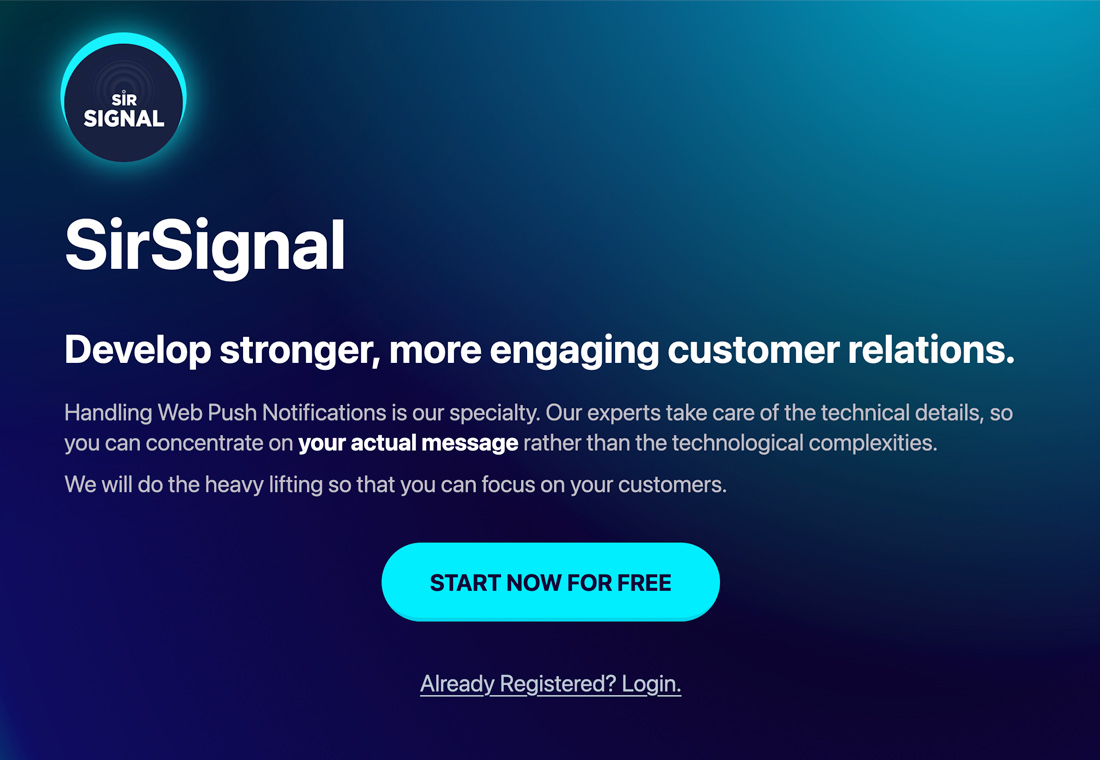 SIR
SIGNAL
SirSignal
Develop stronger, more engaging customer relations.
Handling Web Push Notifications is our specialty. Our experts take care of the technical details, so
you can concentrate on your actual message rather than the technological complexities.
We will do the heavy lifting so that you can focus on your customers.
START NOW FOR FREE
Already Registered? Login.